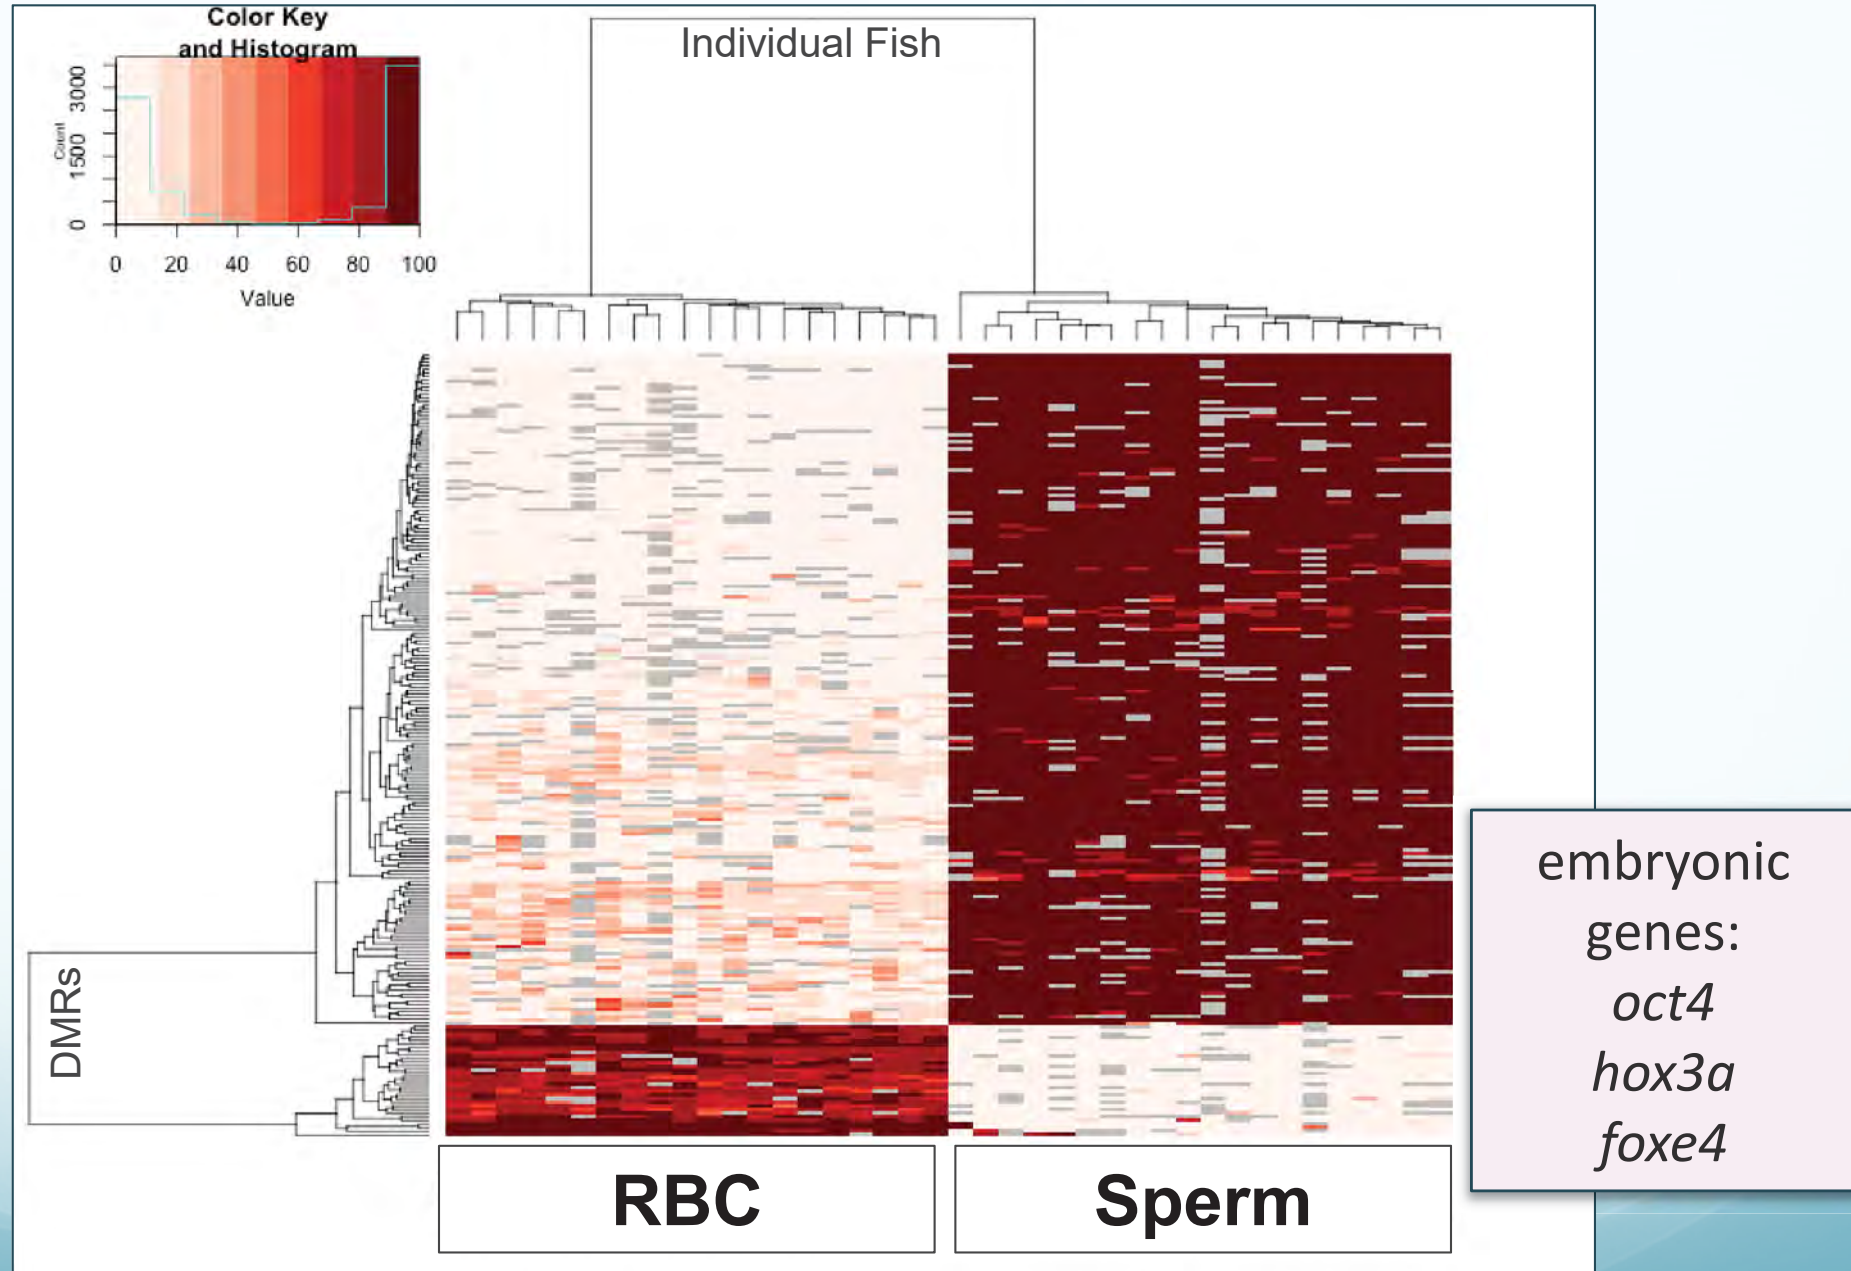 Color Key
and Histogram
Count
0
1500
3000
0 20 40 60 80 100
Value
Individual Fish
DMRs
RBC
Sperm
embryonic
genes:
oct4
hox3a
foxe4